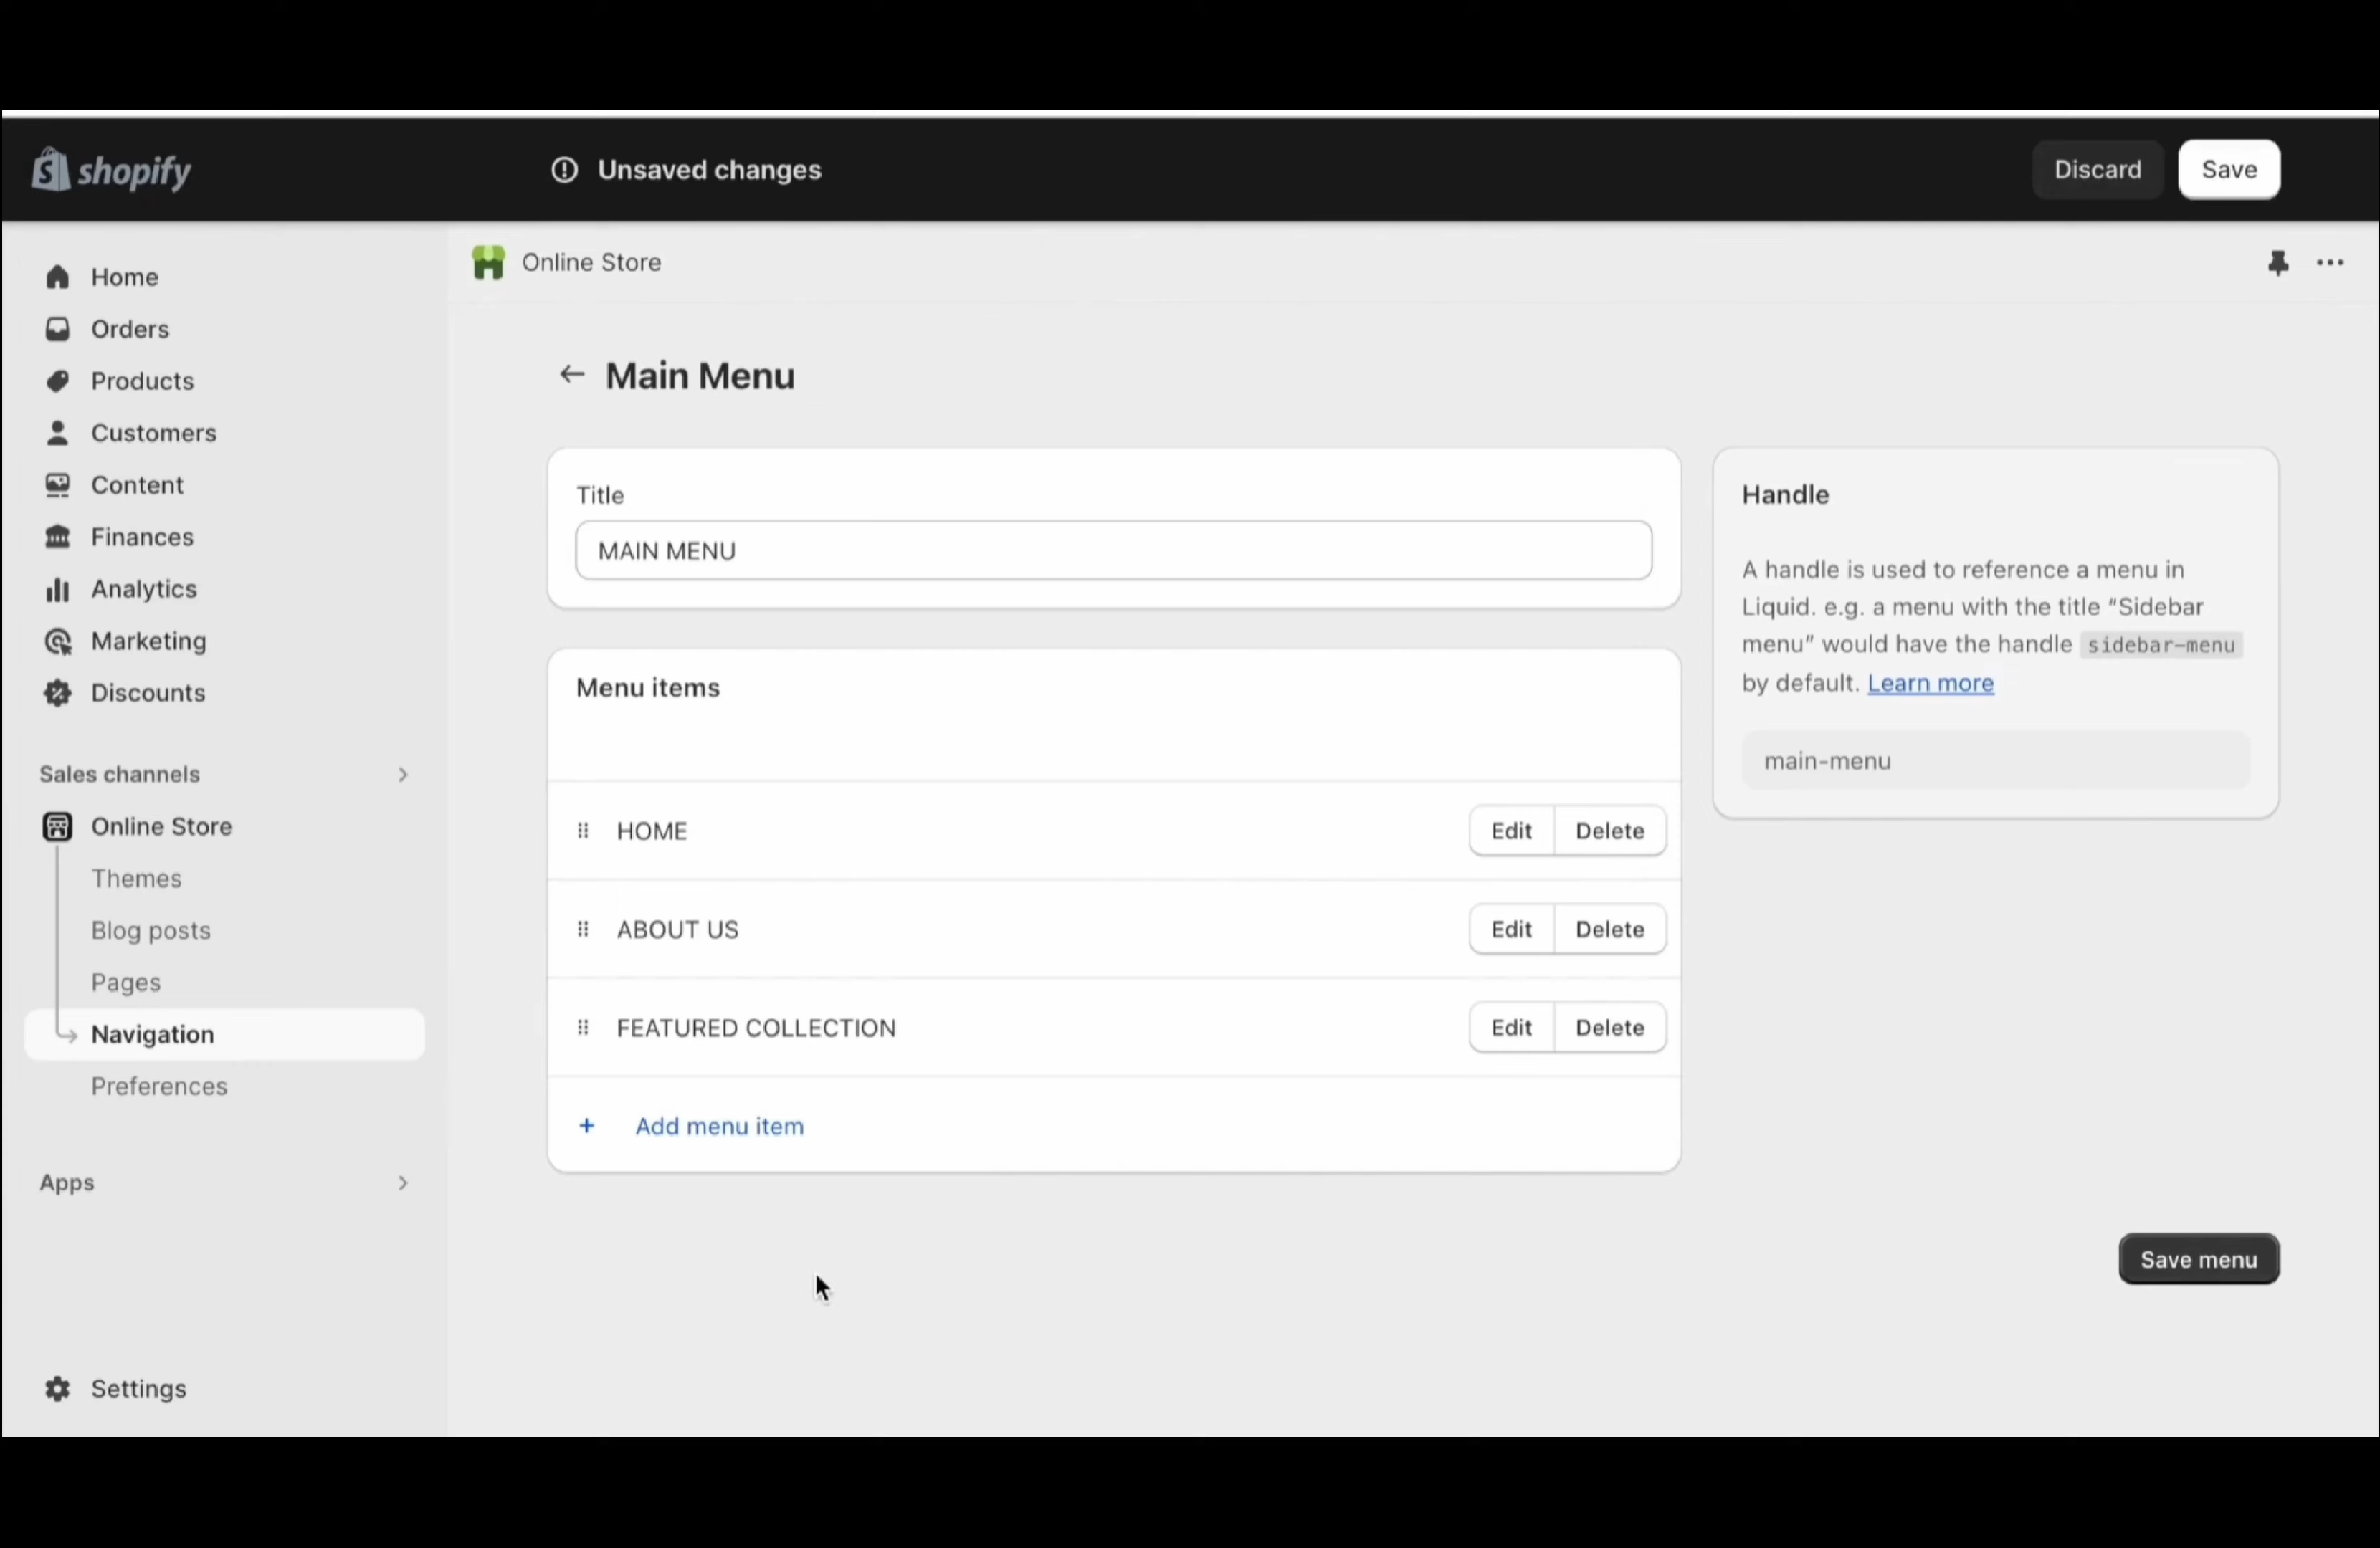 shopify
Unsaved changes
Discard
Save
Home
Orders
Products
Customers
Content
Finances
Analytics
Marketing
Discounts
Sales channels
Online Store
Themes
Blog posts
Pages
Navigation
Preferences
Apps
Settings
Online Store
Main Menu
Title
MAIN MENU
Menu items
HOME
Edit
Delete
ABOUT US
Edit
Delete
FEATURED COLLECTION
Edit
Delete
+ Add menu item
Handle
A handle is used to reference a menu in
Liquid. e.g. a menu with the title “Sidebar
menu” would have the handle sidebar-menu
by default. Learn more
main-menu
Save menu